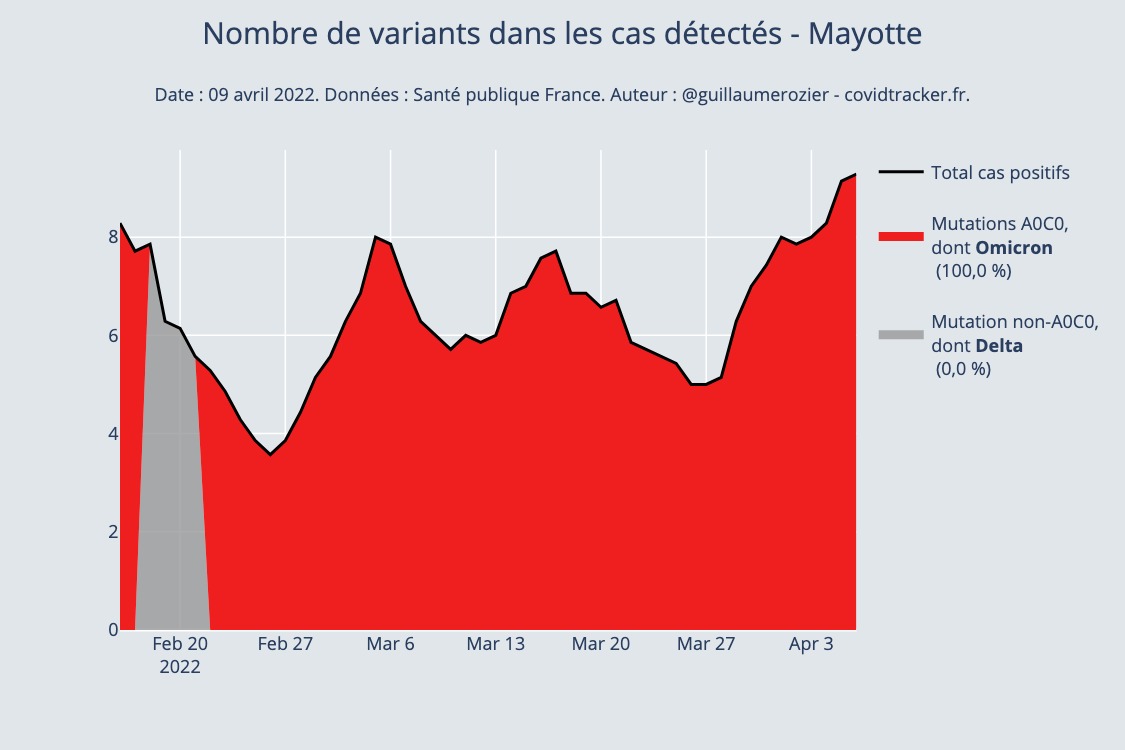 Nombre de variants dans les cas détectés - Mayotte
Date : 09 avril 2022. Données : Santé publique France. Auteur : @guillaumerozier - covidtracker.fr.
Total cas positifs
Mutations A0C0,
dont Omicron
(100,0 %)
Mutation non-A0C0,
dont Delta
(0,0 %)
8
6
4
2
0
Feb 20 Feb 27 Mar 6 Mar 13 Mar 20 Mar 27 Apr 3
2022